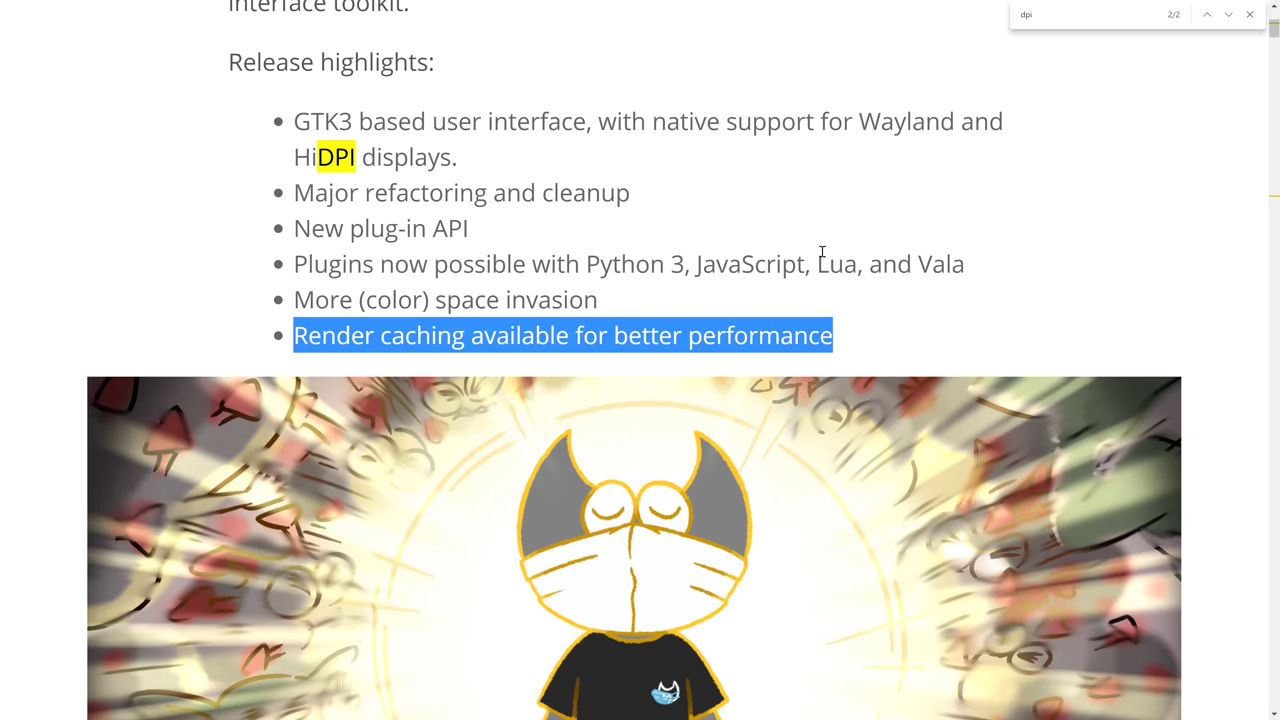 interface toolkit.
dpi 2/2
Release highlights:
GTK3 based user interface, with native support for Wayland and
HiDPI displays.
Major refactoring and cleanup
New plug-in API
Plugins now possible with Python 3, JavaScript, Lua, and Vala
More (color) space invasion
Render caching available for better performance